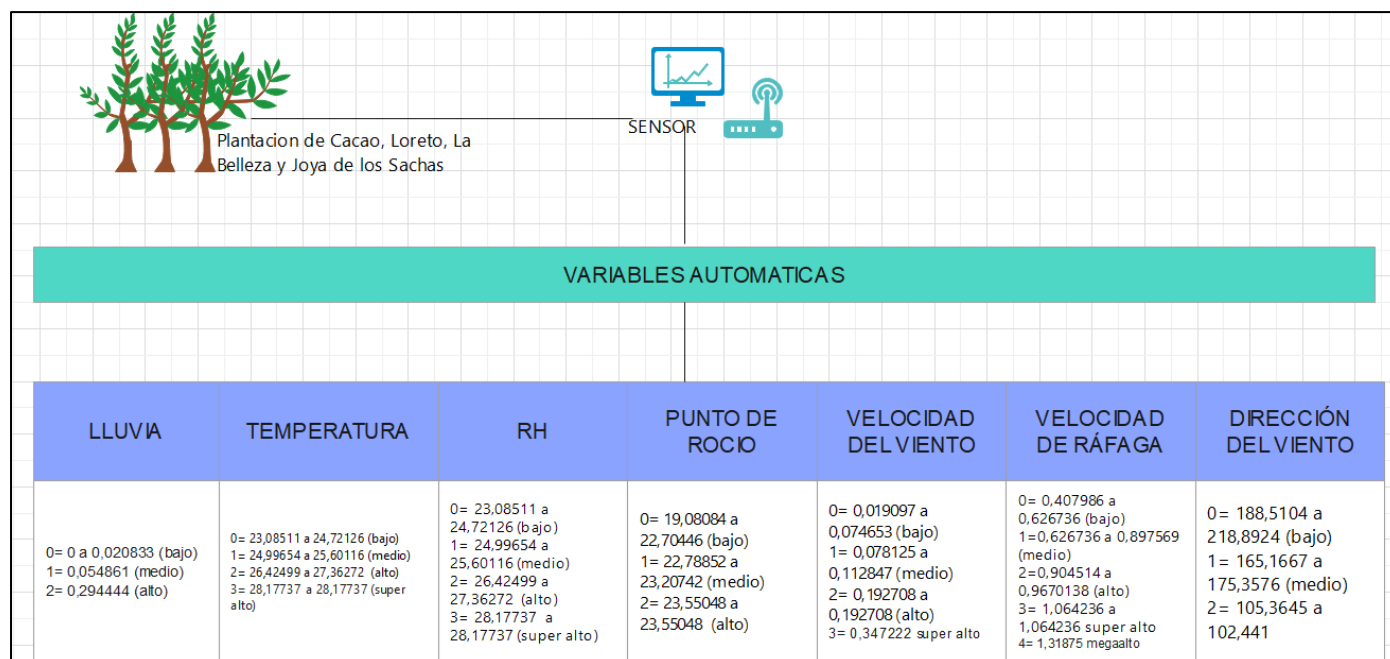 Plantacion de Cacao, Loreto, La
Belleza y Joya de los Sachas
SENSOR
VARIABLES AUTOMATICAS
LLUVIA
TEMPERATURA
RH
PUNTO DE
ROCIO
VELOCIDAD
DEL VIENTO
VELOCIDAD
DE RÁFAGA
DIRECCIÓN
DEL VIENTO
0= 0 a 0,020833 (bajo)
1= 0,054861 (medio)
2= 0,294444 (alto)
0= 23,08511 a 24,72126 (bajo)
1= 24,99654 a 25,60116 (medio)
2= 26,42499 a 27,36272 (alto)
3= 28,17737 a 28,17737 (super
alto)
0= 23,08511 a
24,72126 (bajo)
1= 24,99654 a
25,60116 (medio)
2= 26,42499 a
27,36272 (alto)
3= 28,17737 a
28,17737 (super alto)
0= 19,08084 a
22,70446 (bajo)
1= 22,78852 a
23,20742 (medio)
2= 23,55048 a
23,55048 (alto)
0= 0,019097 a
0,074653 (bajo)
1= 0,078125 a
0,112847 (medio)
2= 0,192708 a
0,192708 (alto)
3= 0,347222 super alto
0= 0,407986 a
0,626736 (bajo)
1=0,626736 a 0,897569
(medio)
2=0,904514 a
0,9670138 (alto)
3= 1,064236 a
1,064236 super alto
4= 1,31875 megaalto
0= 188,5104 a
218,8924 (bajo)
1= 165,1667 a
175,3576 (medio)
2= 105,3645 a
102,441